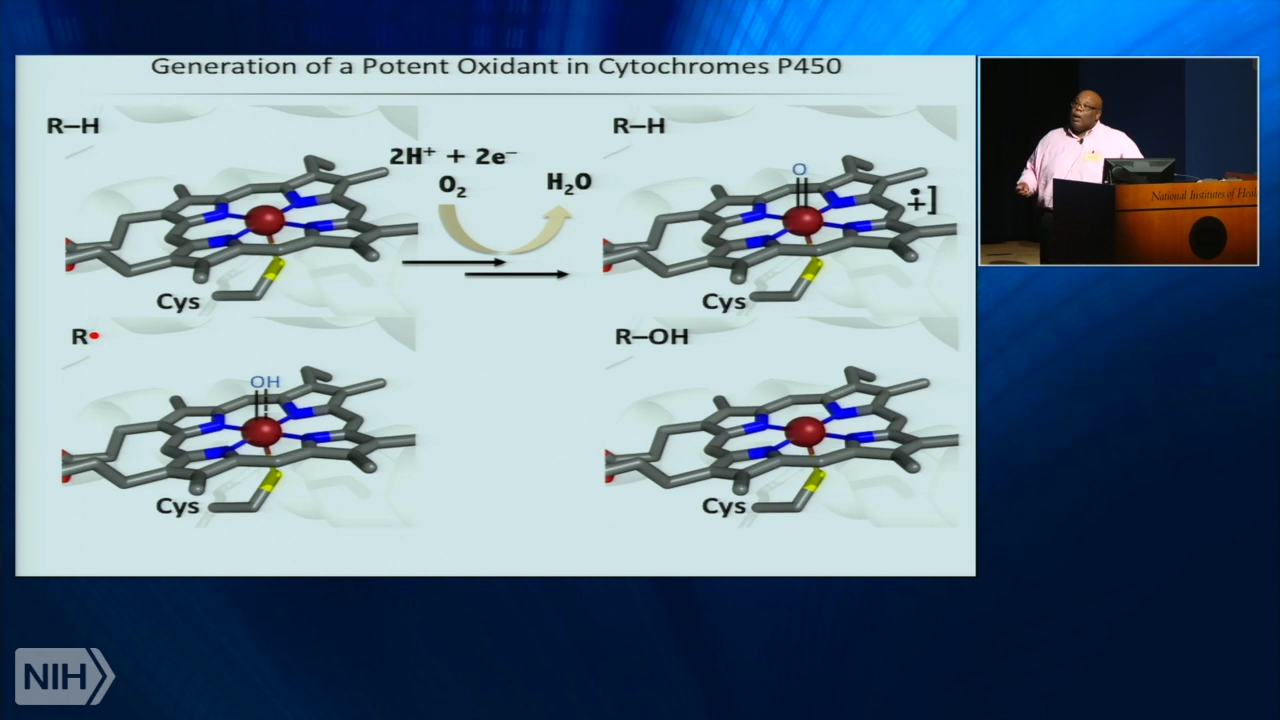 Generation of a Potent Oxidant in Cytochromes P450
R–H
2H⁺ + 2e⁻
O₂
H₂O
Cys
R–H
O
•+]
Cys
R•
OH
Cys
R–OH
Cys
National Institutes of Heal
NIH